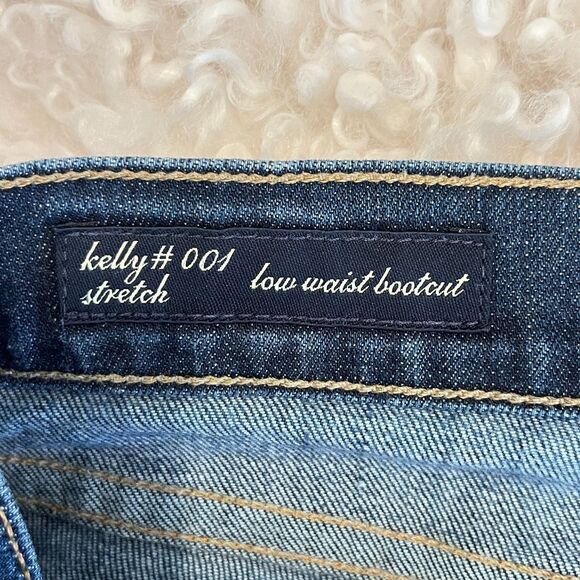 kelly # 001
stretch
low waist bootcut